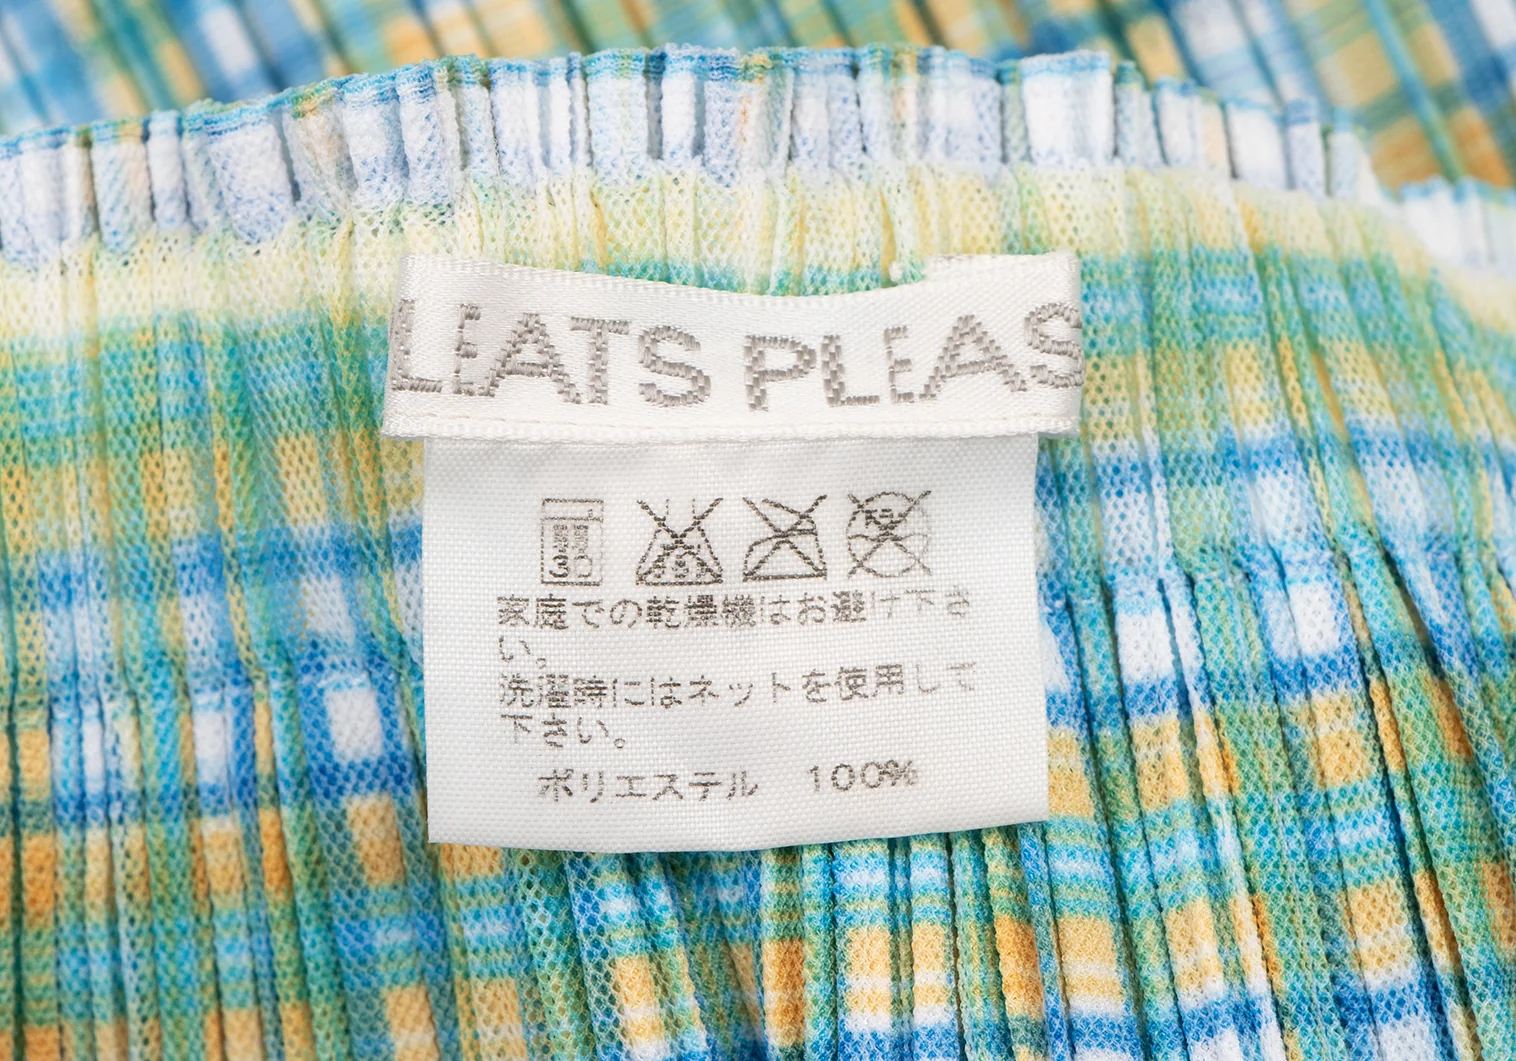 LEATS PLEAS
30
家庭での乾燥機はお避け下さ
い。
洗濯時にはネットを使用して
下さい。
ポリエステル 100%